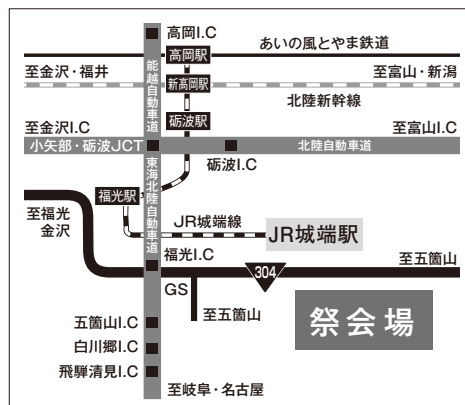 高岡I.C
あいの風とやま鉄道
高岡駅
至金沢・福井
新高岡駅
至富山・新潟
北陸新幹線
能越自動車道
砺波駅
至金沢I.C
至富山I.C
小矢部・砺波JCT
北陸自動車道
砺波I.C
東海北陸自動車道
福光駅
至福光
金沢
JR城端線
JR城端駅
福光I.C
304
至五箇山
GS
至五箇山
祭会場
五箇山I.C
白川郷I.C
飛騨清見I.C
至岐阜・名古屋